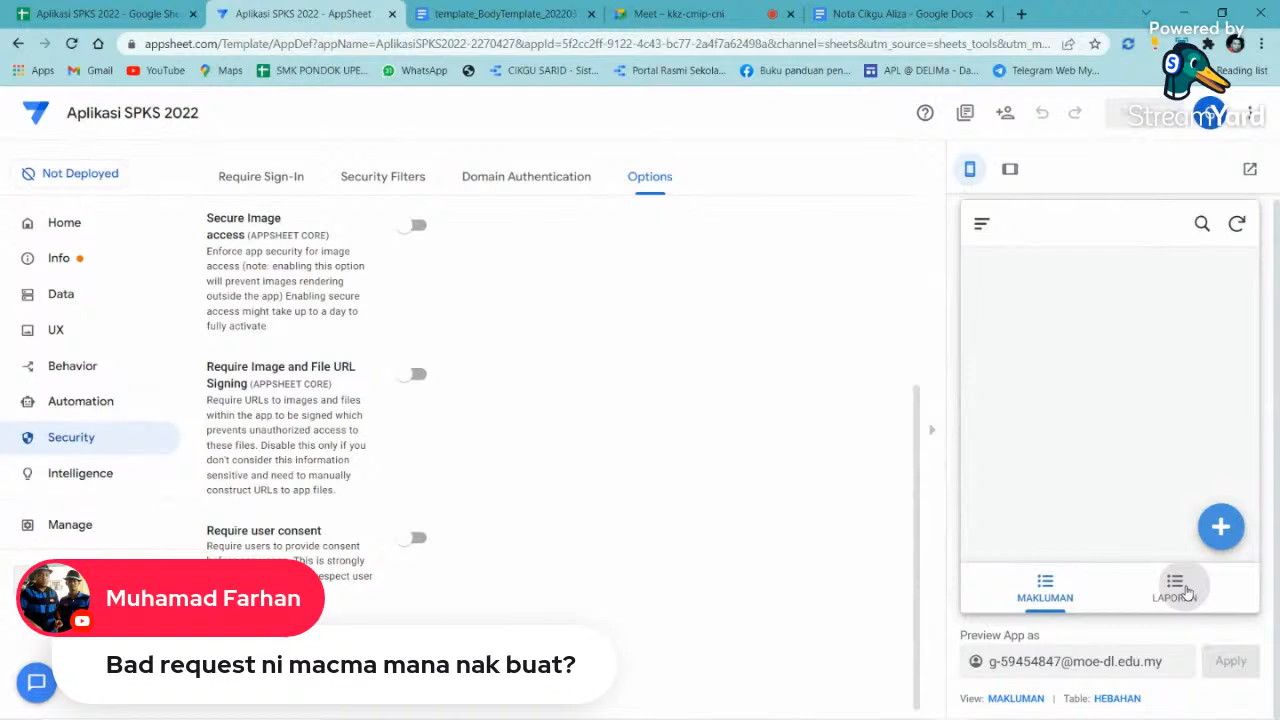 Aplikasi SPKS 2022 - Google She
AplikasiSPKS 2022 - AppSheet
template_BodyTemplate_202203
Meet – kkz-cmip-cni
Nota Cikgu Aliza - Google Docs
Powered by
appsheet.com/Template/AppDef?appName=AplikasiSPKS2022-2270427&appId=5f2cc2ff-9122-4c43-bc77-2a4f7a62498a&channel=sheets&utm_source=sheets_tools&utm_m...
Apps
Gmail
YouTube
Maps
SMK PONDOK UPE...
WhatsApp
CIKGU SARID – Sist...
Portal Rasmi Sekola...
Buku panduan pen...
APL @ DELIMa - Da...
Telegram Web My...
Reading list
StreamYard
Aplikasi SPKS 2022
Not Deployed
Require Sign-In
Security Filters
Domain Authentication
Options
Home
Info
Data
UX
Behavior
Automation
Security
Intelligence
Manage
Secure Image
access (APPSHEET CORE)
Enforce app security for image
access (note: enabling this option
will prevent images rendering
outside the app) Enabling secure
access might take up to a day to
fully activate
Require Image and File URL
Signing (APPSHEET CORE)
Require URLs to images and files
within the app to be signed which
prevents unauthorized access to
these files. Disable this only if you
don't consider this information
sensitive and need to manually
construct URLs to app files.
Require user consent
Require users to provide consent
This is strongly
espect user
MAKLUMAN
LAPORAN
Preview App as
g-59454847@moe-dl.edu.my
Apply
View: MAKLUMAN | Table: HEBAHAN
Muhamad Farhan
Bad request ni macma mana nak buat?